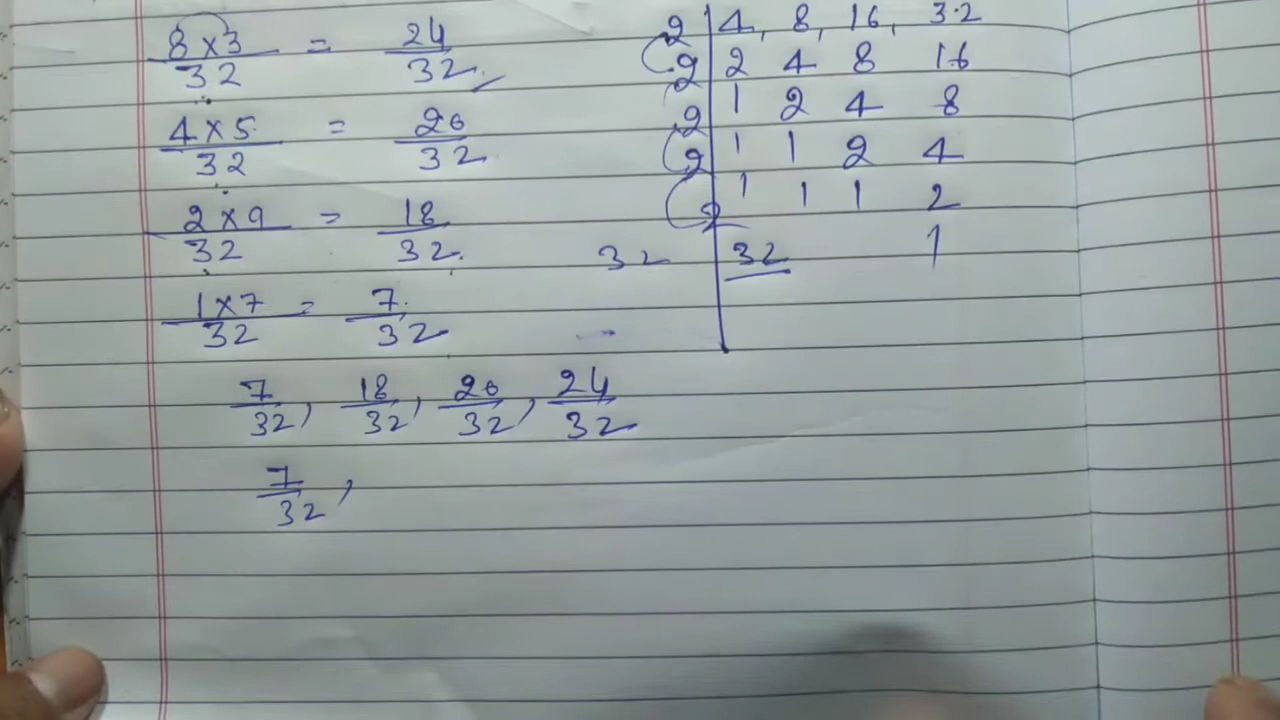 8 × 3 / 32 = 24 / 32
4 × 5 / 32 = 20 / 32
2 × 9 / 32 = 18 / 32
1 × 7 / 32 = 7 / 32
7/32, 18/32, 20/32, 24/32
7/32,
2 | 4, 8, 16, 32
2 | 2 4 8 16
2 | 1 2 4 8
2 | 1 1 2 4
2 | 1 1 1 2
32 | 32 1